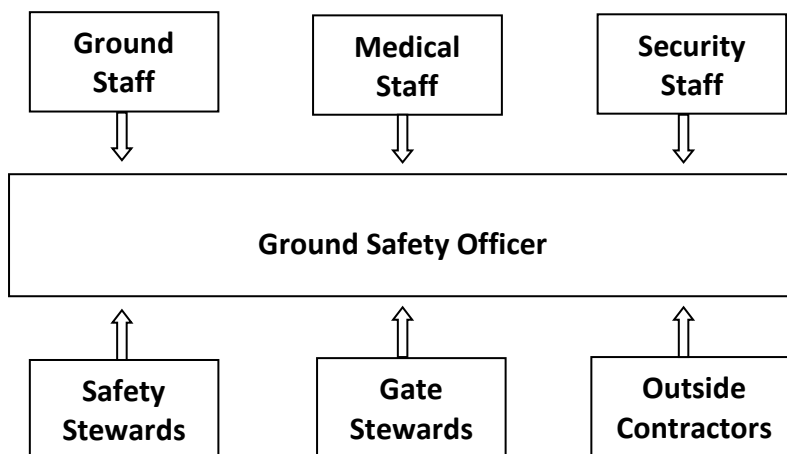 Ground
Staff
Medical
Staff
Security
Staff
Ground Safety Officer
Safety
Stewards
Gate
Stewards
Outside
Contractors